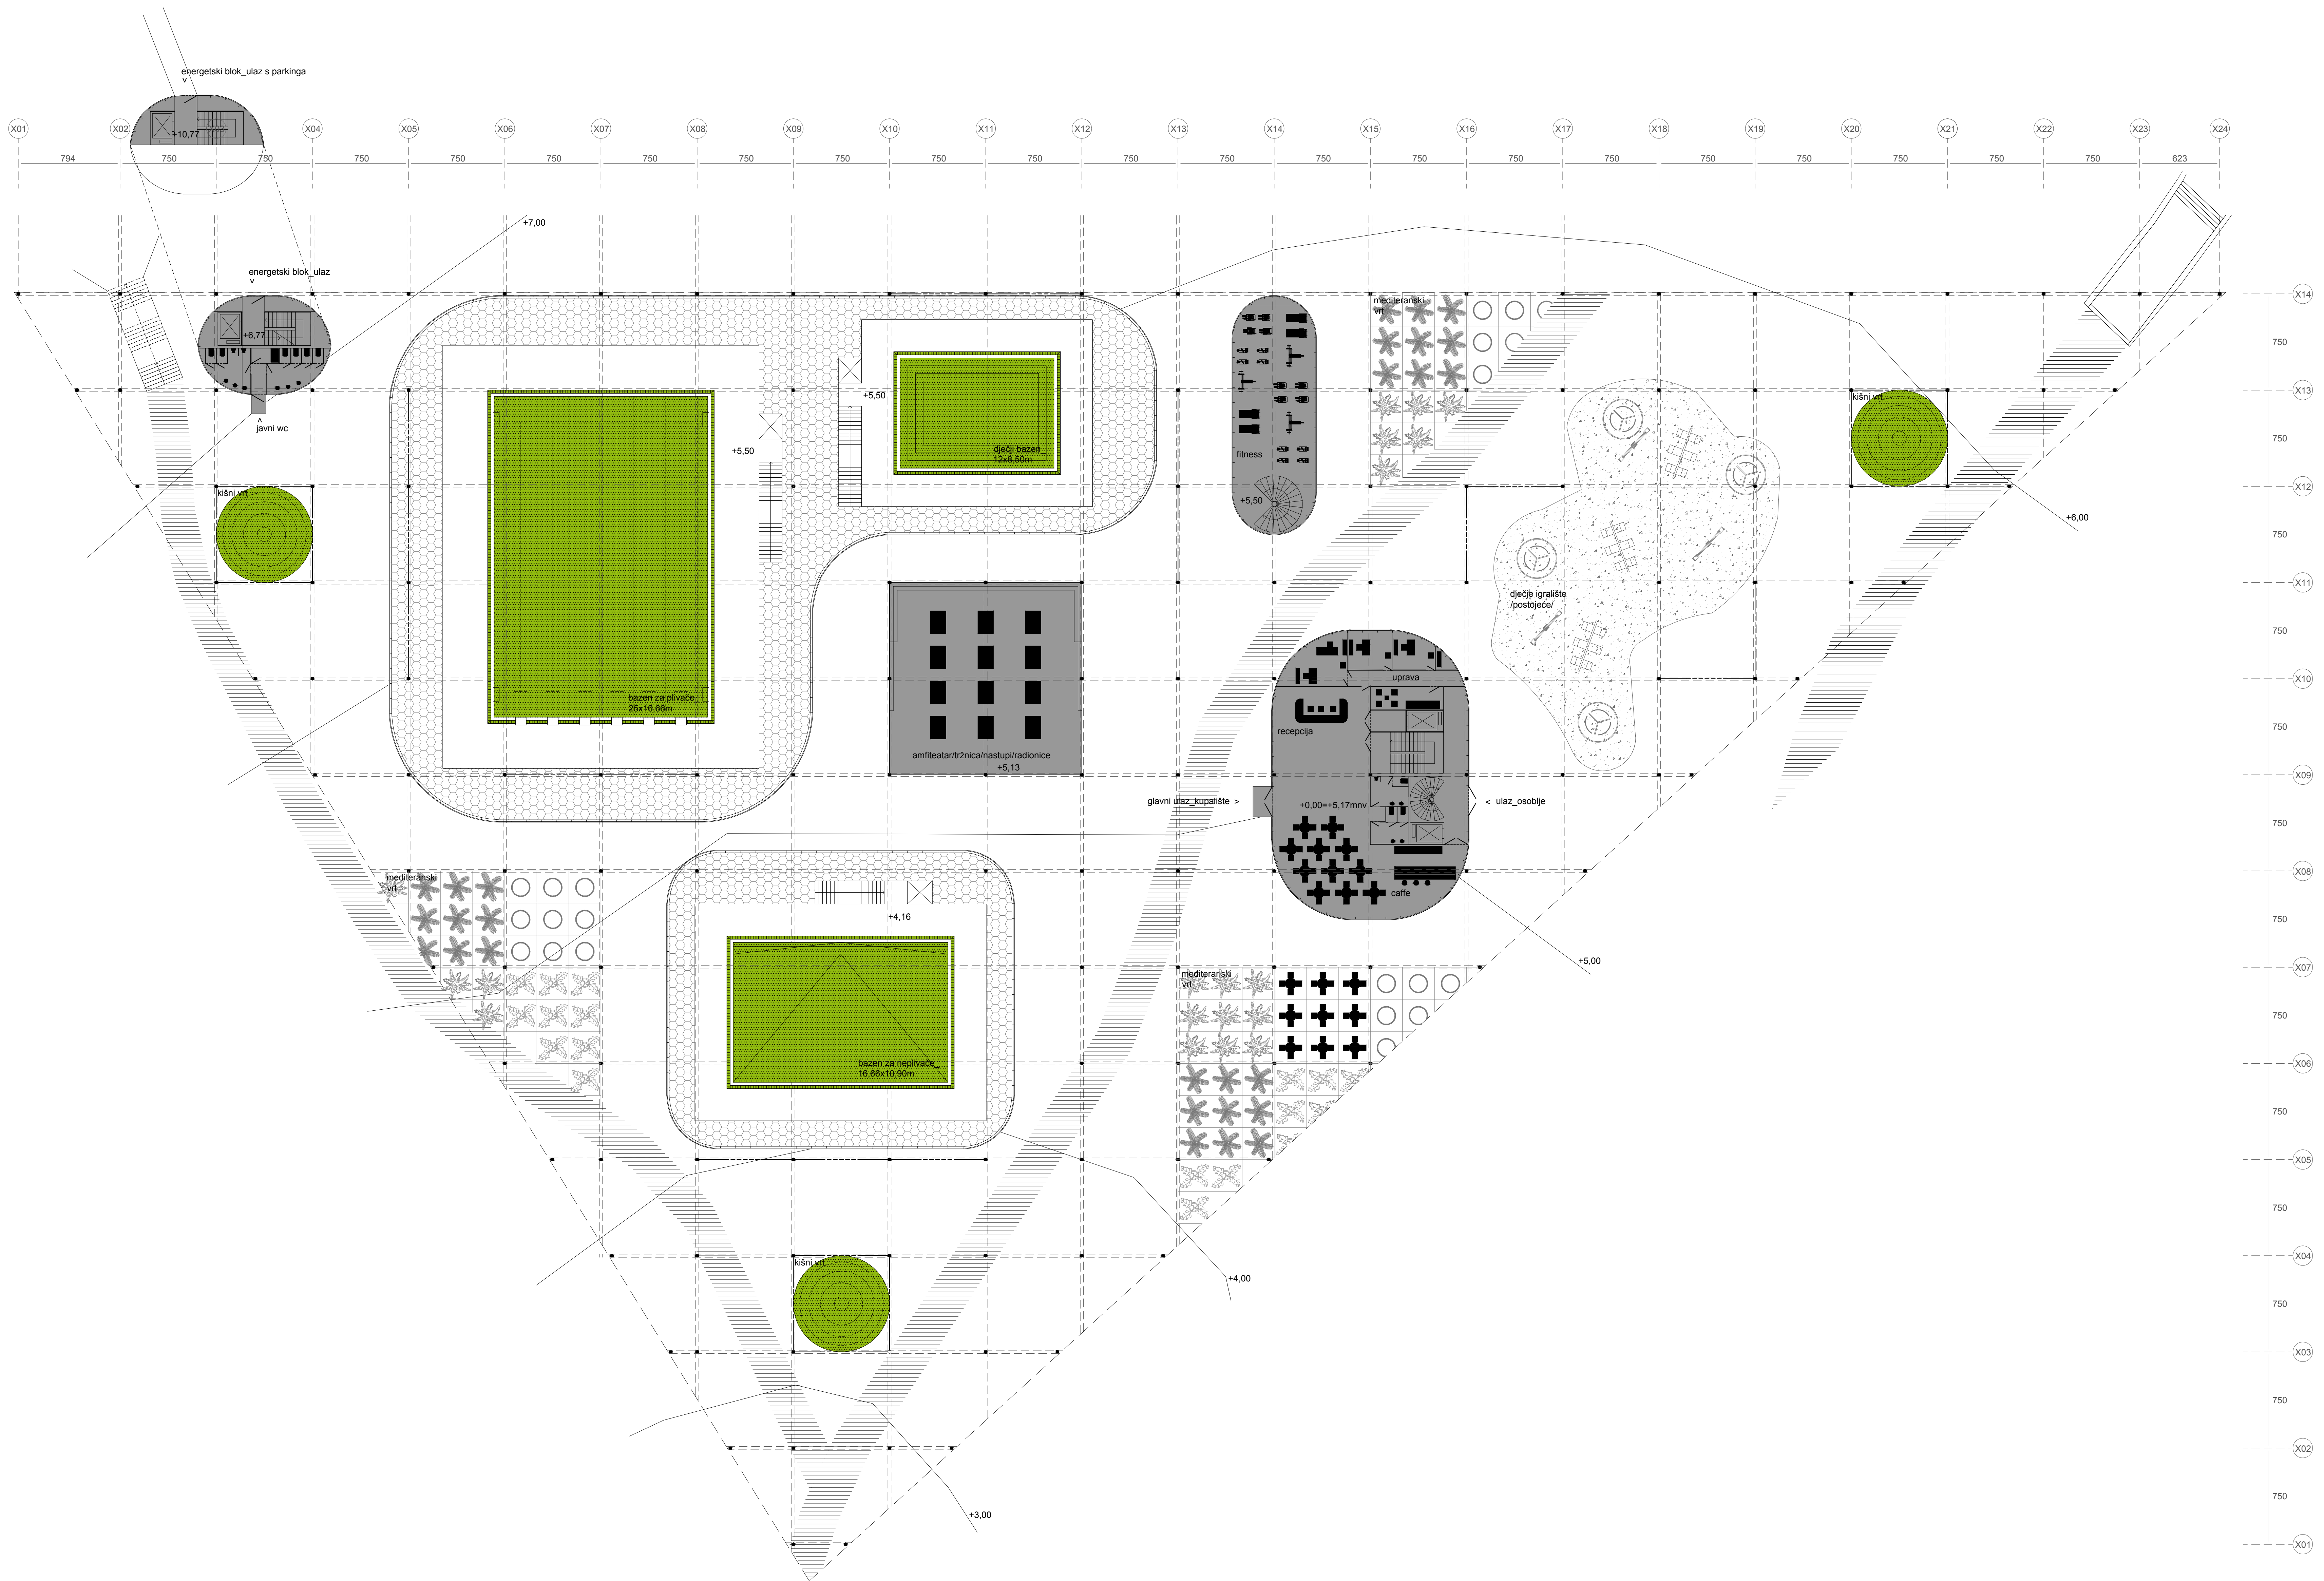 energetski blok_ulaz s parkinga
v
+10,77
X01 X02 X04 X05 X06 X07 X08 X09 X10 X11 X12 X13 X14 X15 X16 X17 X18 X19 X20 X21 X22 X23 X24
794 750 750 750 750 750 750 750 750 750 750 750 750 750 750 750 750 750 750 750 750 623
+7,00
energetski blok_ulaz
v
+6,77
^
javni wc
kišni vrt
+5,50
+5,50
dječji bazen_
12x8,50m
bazen za plivače_
25x16,66m
fitness
+5,50
mediteranski
vrt
kišni vrt
+6,00
dječje igralište
/postojeće/
uprava
recepcija
amfiteatar/tržnica/nastupi/radionice
+5,13
glavni ulaz_kupalište >
+0,00=+5,17mnv
< ulaz_osoblje
caffe
mediteranski
vrt
+4,16
bazen za neplivače_
16,66x10,90m
+5,00
mediteranski
vrt
kišni vrt
+4,00
+3,00
X14
750
X13
750
X12
750
X11
750
X10
750
X09
750
X08
750
X07
750
X06
750
X05
750
X04
750
X03
750
X02
750
X01